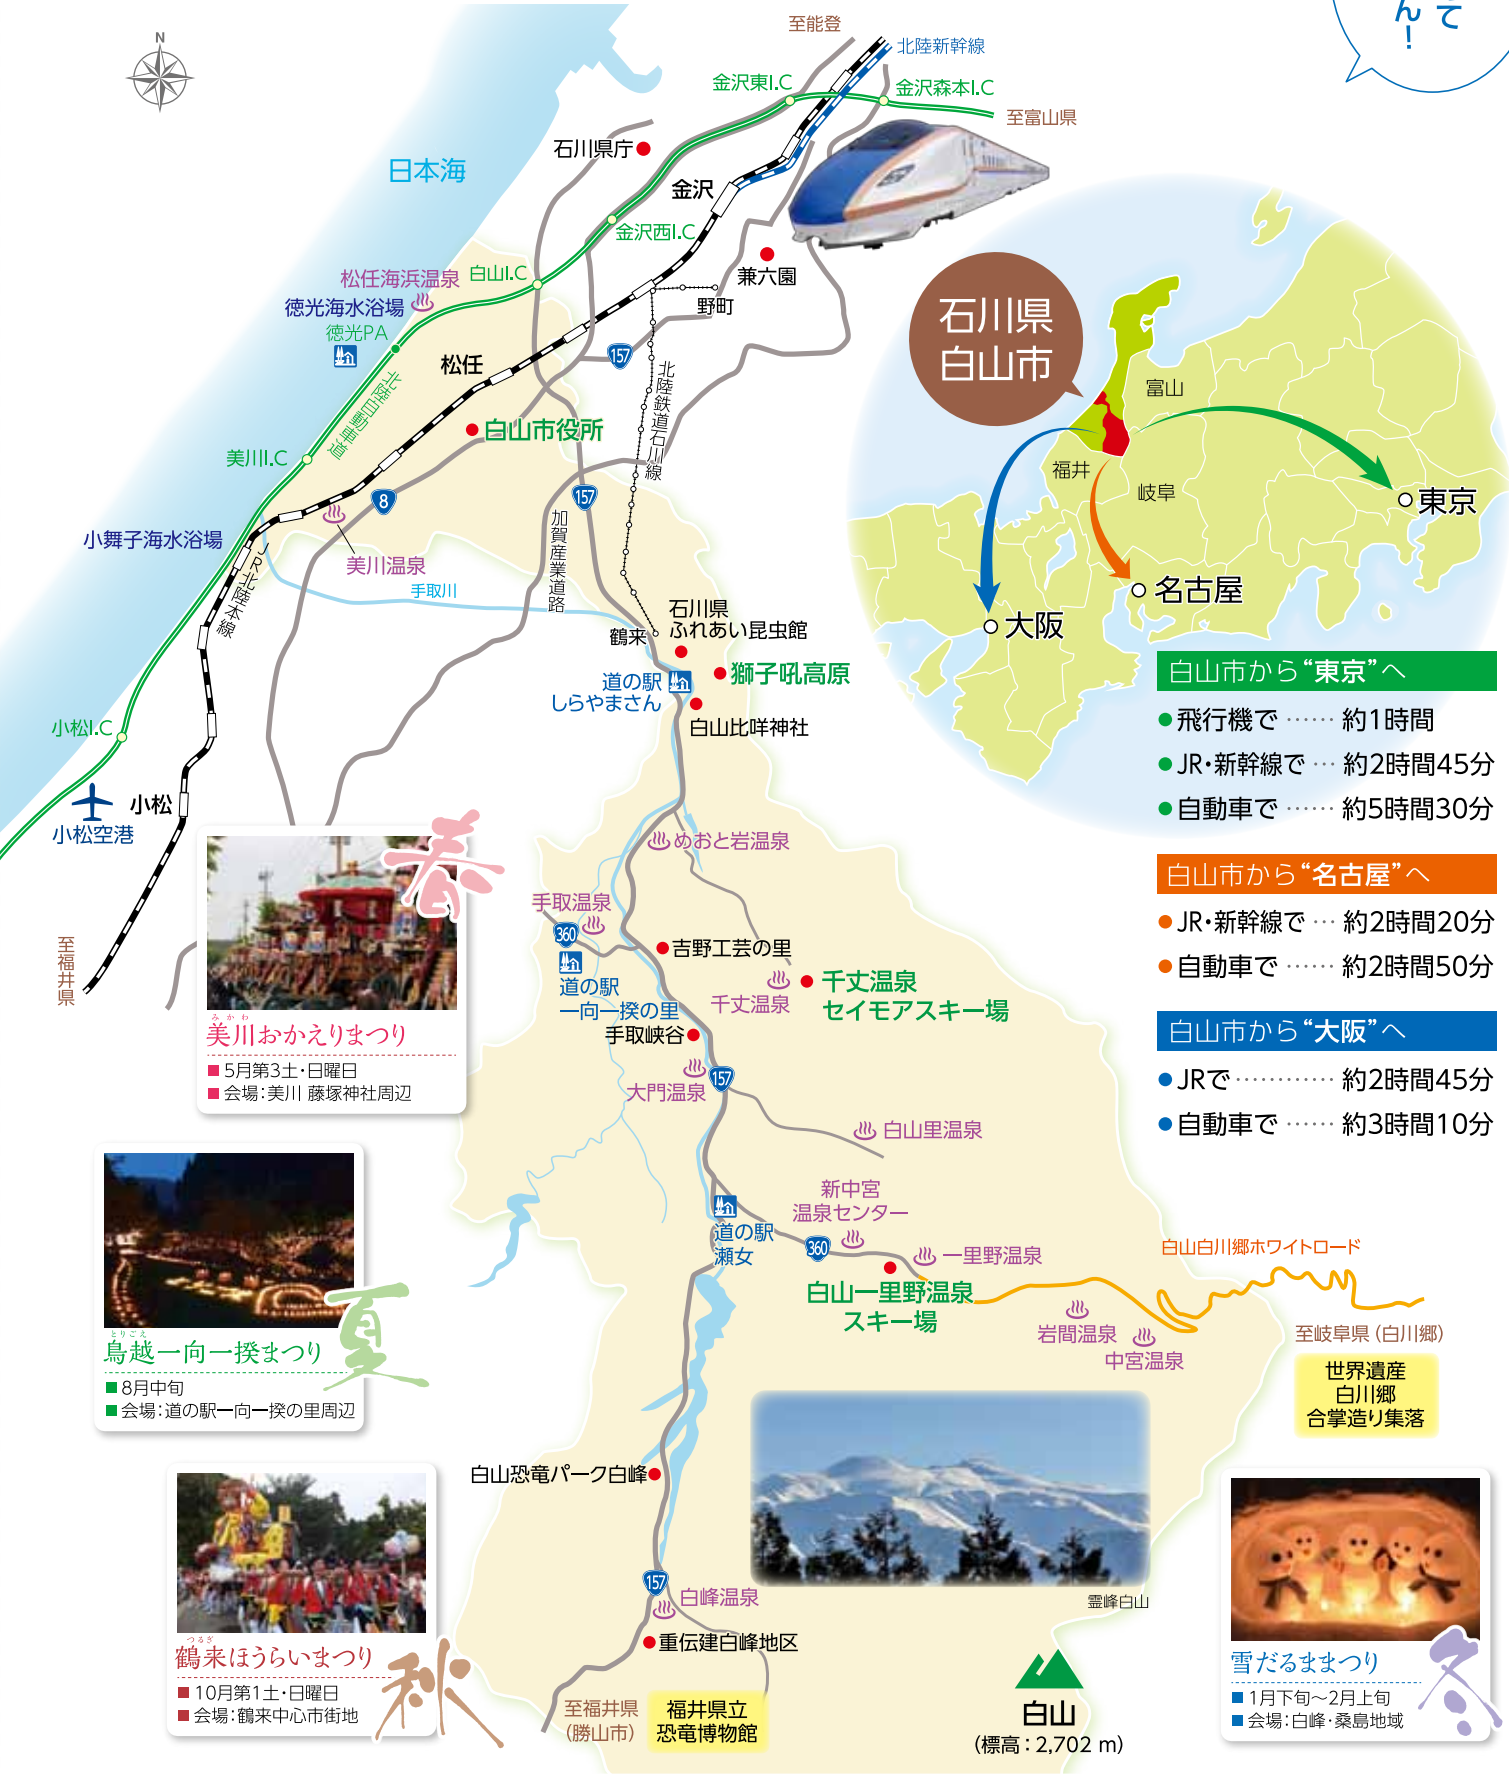 て
ん!
N
至能登
北陸新幹線
金沢東I.C
金沢森本I.C
至富山県
石川県庁
日本海
金沢
金沢西I.C
兼六園
松任海浜温泉
白山I.C
徳光海水浴場
徳光PA
野町
松任
157
北陸自動車道
北陸鉄道石川線
白山市役所
美川I.C
8
157
小舞子海水浴場
美川温泉
加賀産業道路
手取川
JR北陸本線
石川県
ふれあい昆虫館
鶴来
獅子吼高原
道の駅
しらやまさん
白山比咩神社
小松I.C
小松
小松空港
至福井県
めおと岩温泉
手取温泉
360
吉野工芸の里
道の駅
一向一揆の里
千丈温泉
千丈温泉
セイモアスキー場
手取峡谷
大門温泉
157
白山里温泉
新中宮
温泉センター
道の駅
瀬女
360
一里野温泉
白山一里野温泉
スキー場
白山白川郷ホワイトロード
岩間温泉
中宮温泉
至岐阜県(白川郷)
世界遺産
白川郷
合掌造り集落
白山恐竜パーク白峰
霊峰白山
157
白峰温泉
重伝建白峰地区
至福井県
(勝山市)
福井県立
恐竜博物館
白山
(標高:2,702 m)
石川県
白山市
富山
福井
岐阜
東京
名古屋
大阪
白山市から“東京”へ
●飛行機で …… 約1時間
●JR・新幹線で … 約2時間45分
●自動車で …… 約5時間30分
白山市から“名古屋”へ
●JR・新幹線で … 約2時間20分
●自動車で …… 約2時間50分
白山市から“大阪”へ
●JRで ………… 約2時間45分
●自動車で …… 約3時間10分
春
みかわ
美川おかえりまつり
■5月第3土・日曜日
■会場:美川 藤塚神社周辺
夏
とりごえ
鳥越一向一揆まつり
■8月中旬
■会場:道の駅一向一揆の里周辺
秋
つるぎ
鶴来ほうらいまつり
■10月第1土・日曜日
■会場:鶴来中心市街地
冬
雪だるままつり
■1月下旬～2月上旬
■会場:白峰・桑島地域